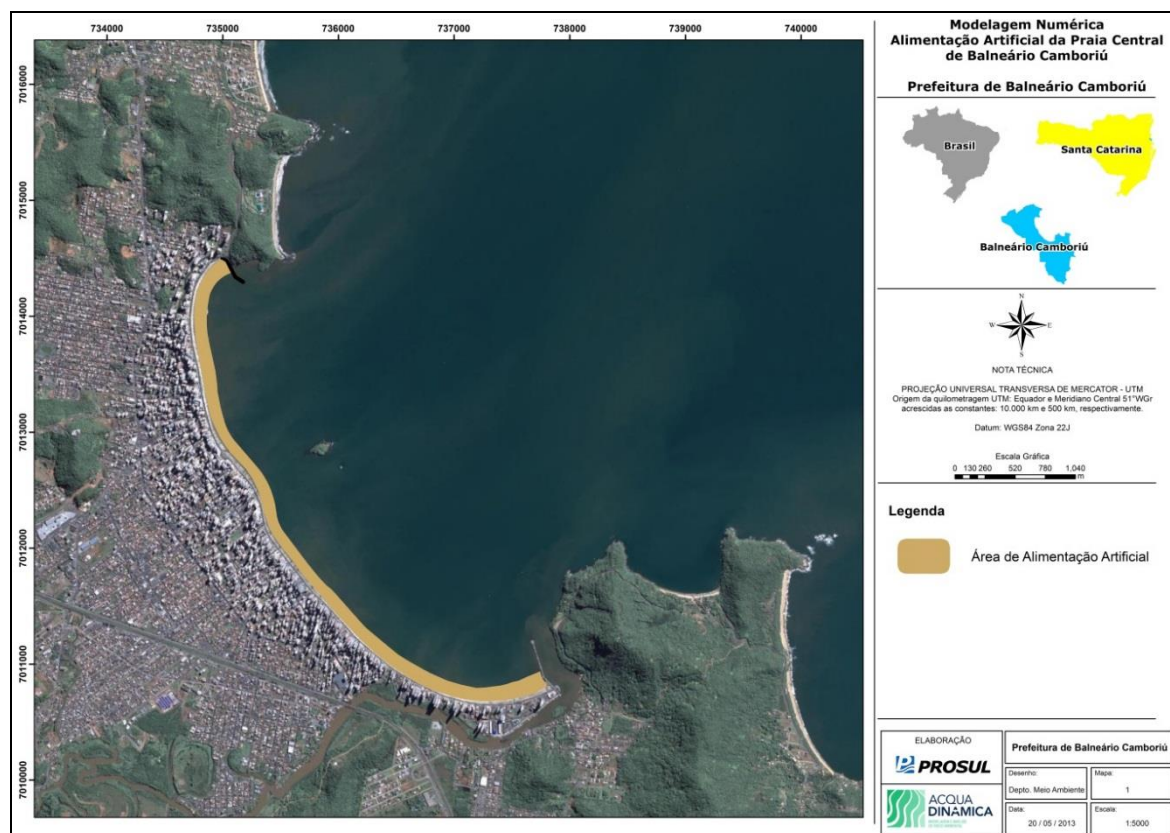 734000 735000 736000 737000 738000 739000 740000
7016000
7015000
7014000
7013000
7012000
7011000
7010000
Modelagem Numérica
Alimentação Artificial da Praia Central
de Balneário Camboriú
Prefeitura de Balneário Camboriú
Brasil
Santa Catarina
Balneário Camboriú
N
W E
S
NOTA TÉCNICA
PROJEÇÃO UNIVERSAL TRANSVERSA DE MERCATOR - UTM
Origem da quilometragem UTM: Equador e Meridiano Central 51°WGr
acrescidas as constantes: 10.000 km e 500 km, respectivamente.
Datum: WGS84 Zona 22J
Escala Gráfica
0 130 260 520 780 1,040
m
Legenda
Área de Alimentação Artificial
ELABORAÇÃO
PROSUL
ACQUA
DINÂMICA
Prefeitura de Balneário Camboriú
Desenho:
Depto. Meio Ambiente
Mapa:
1
Data:
20 / 05 / 2013
Escala:
1:5000